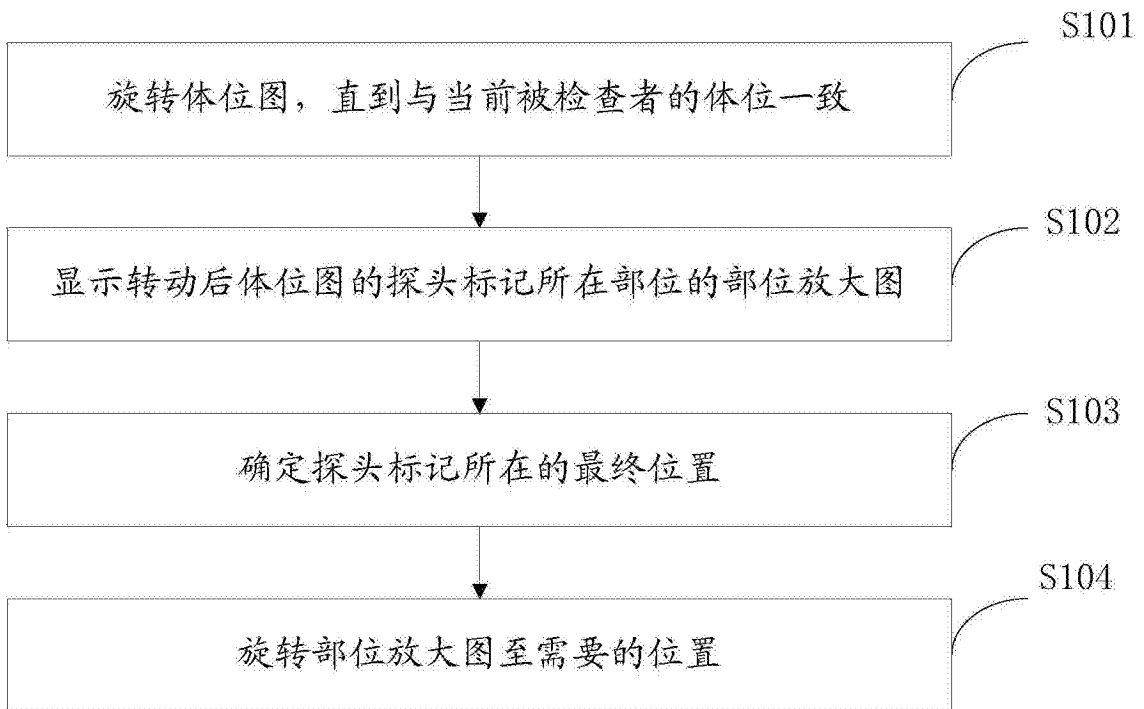 S101
旋转体位图，直到与当前被检查者的体位一致
S102
显示转动后体位图的探头标记所在部位的部位放大图
S103
确定探头标记所在的最终位置
S104
旋转部位放大图至需要的位置